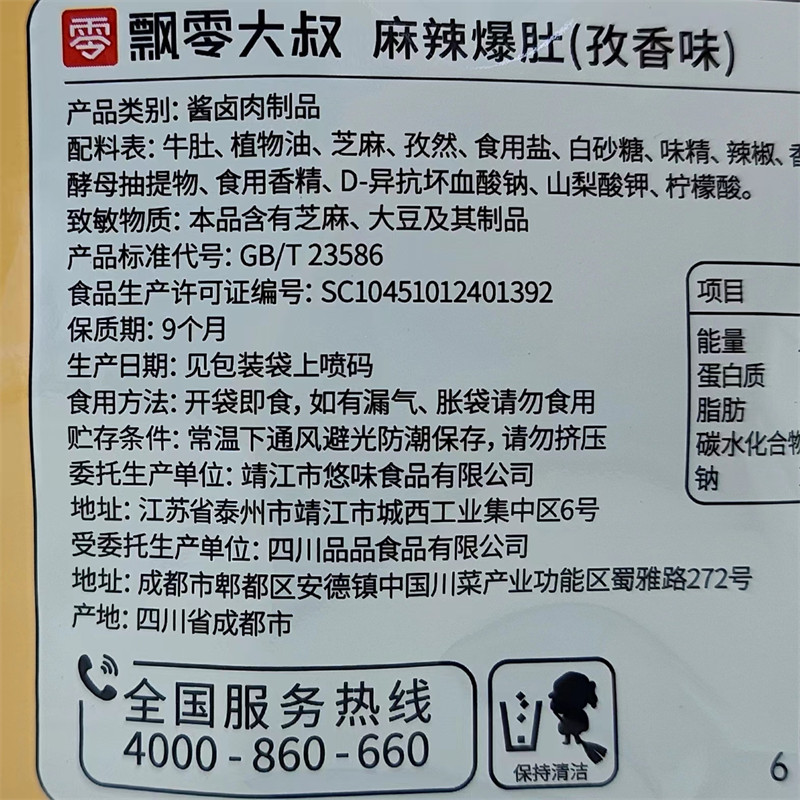 零 飘零大叔 麻辣爆肚(孜香味)
产品类别: 酱卤肉制品
配料表: 牛肚、植物油、芝麻、孜然、食用盐、白砂糖、味精、辣椒、香
酵母抽提物、食用香精、D-异抗坏血酸钠、山梨酸钾、柠檬酸。
致敏物质: 本品含有芝麻、大豆及其制品
产品标准代号: GB/T 23586
食品生产许可证编号: SC10451012401392
保质期: 9个月
生产日期: 见包装袋上喷码
食用方法: 开袋即食, 如有漏气、胀袋请勿食用
贮存条件: 常温下通风避光防潮保存, 请勿挤压
委托生产单位: 靖江市悠味食品有限公司
地址: 江苏省泰州市靖江市城西工业集中区6号
受委托生产单位: 四川品品食品有限公司
地址: 成都市郫都区安德镇中国川菜产业功能区蜀雅路272号
产地: 四川省成都市
项目
能量
蛋白质
脂肪
碳水化合物
钠
全国服务热线
4000-860-660
保持清洁
6